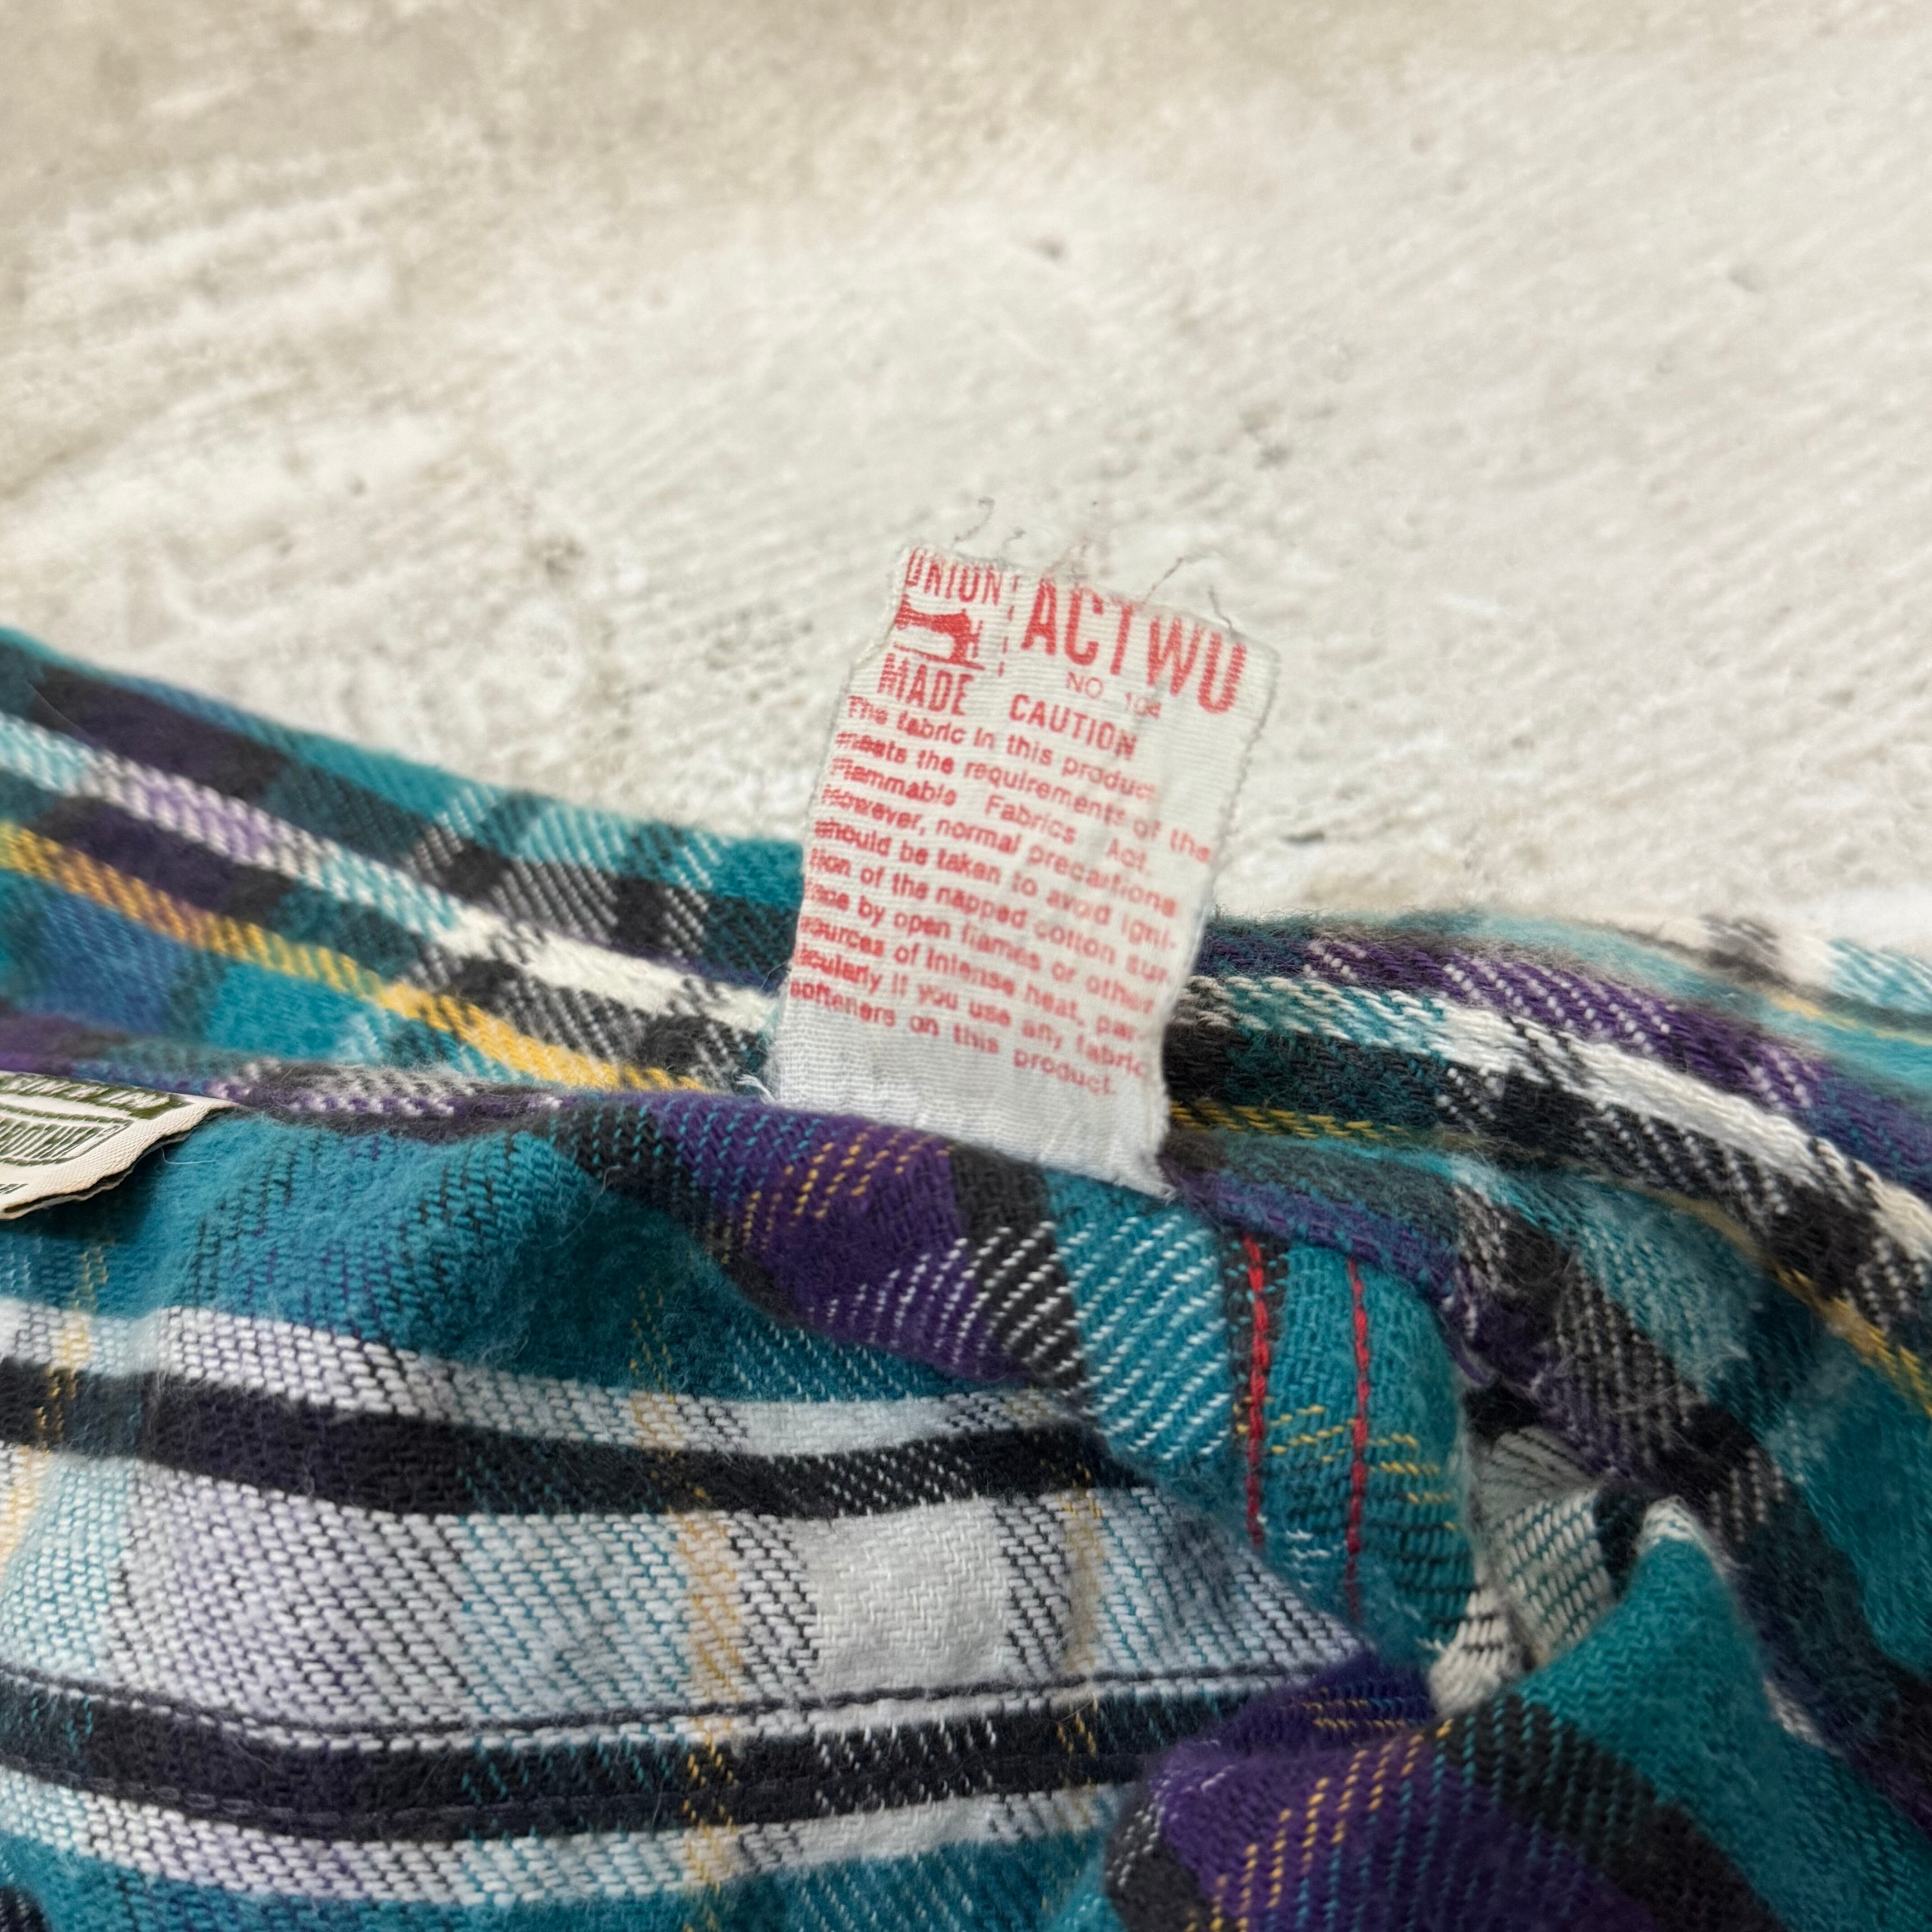 UNION ACTWU
NO. 104
MADE CAUTION
The fabric in this product
meets the requirements of the
Flammable Fabrics Act.
However, normal precautions
should be taken to avoid igni-
tion of the napped cotton sur-
face by open flames or other
sources of intense heat, par-
ticularly if you use any fabric
softeners on this product.